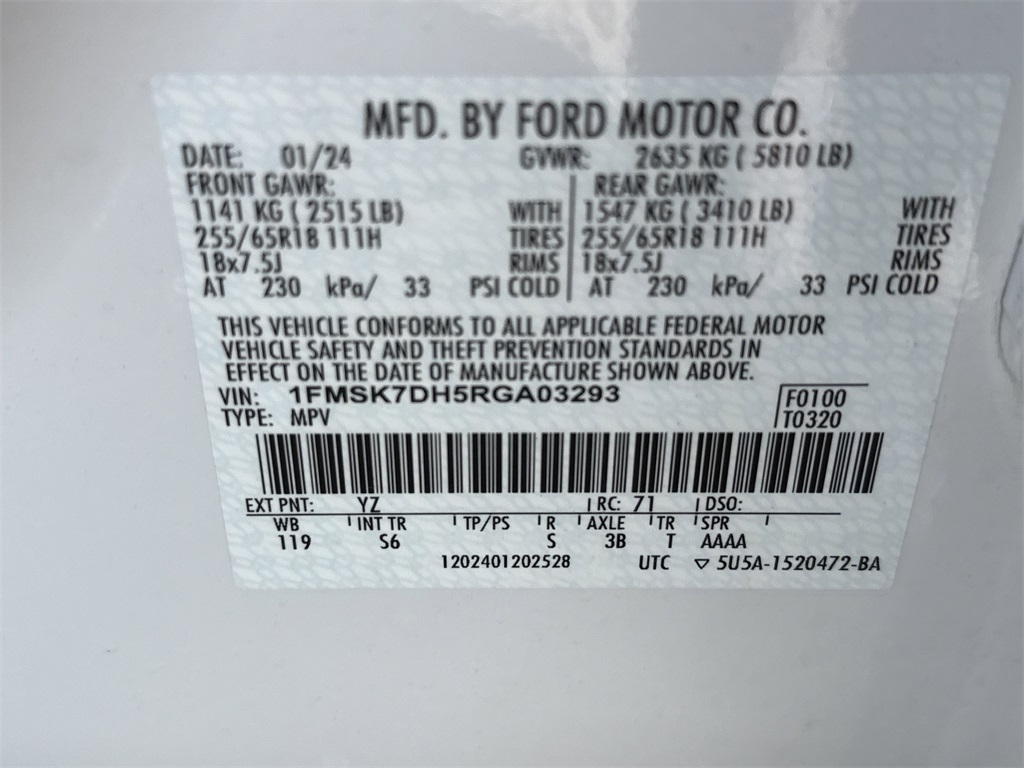 MFD. BY FORD MOTOR CO.
DATE: 01/24 GVWR: 2635 KG ( 5810 LB)
FRONT GAWR: REAR GAWR:
1141 KG ( 2515 LB) WITH 1547 KG ( 3410 LB) WITH
255/65R18 111H TIRES 255/65R18 111H TIRES
18x7.5J RIMS 18x7.5J RIMS
AT 230 kPa/ 33 PSI COLD AT 230 kPa/ 33 PSI COLD
THIS VEHICLE CONFORMS TO ALL APPLICABLE FEDERAL MOTOR
VEHICLE SAFETY AND THEFT PREVENTION STANDARDS IN
EFFECT ON THE DATE OF MANUFACTURE SHOWN ABOVE.
VIN: 1FMSK7DH5RGA03293 F0100
TYPE: MPV T0320
EXT PNT: YZ RC: 71 DSO:
WB INT TR TP/PS R AXLE TR SPR
119 S6 S 3B T AAAA
1202401202528 UTC ▽ 5U5A-1520472-BA